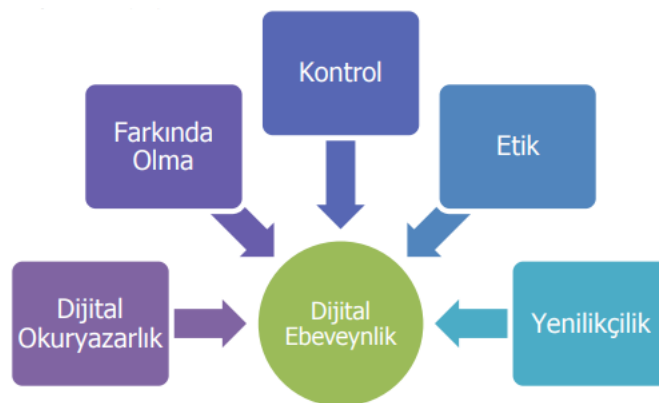 Kontrol
Farkında
Olma
Etik
Dijital
Okuryazarlık
Dijital
Ebeveynlik
Yenilikçilik